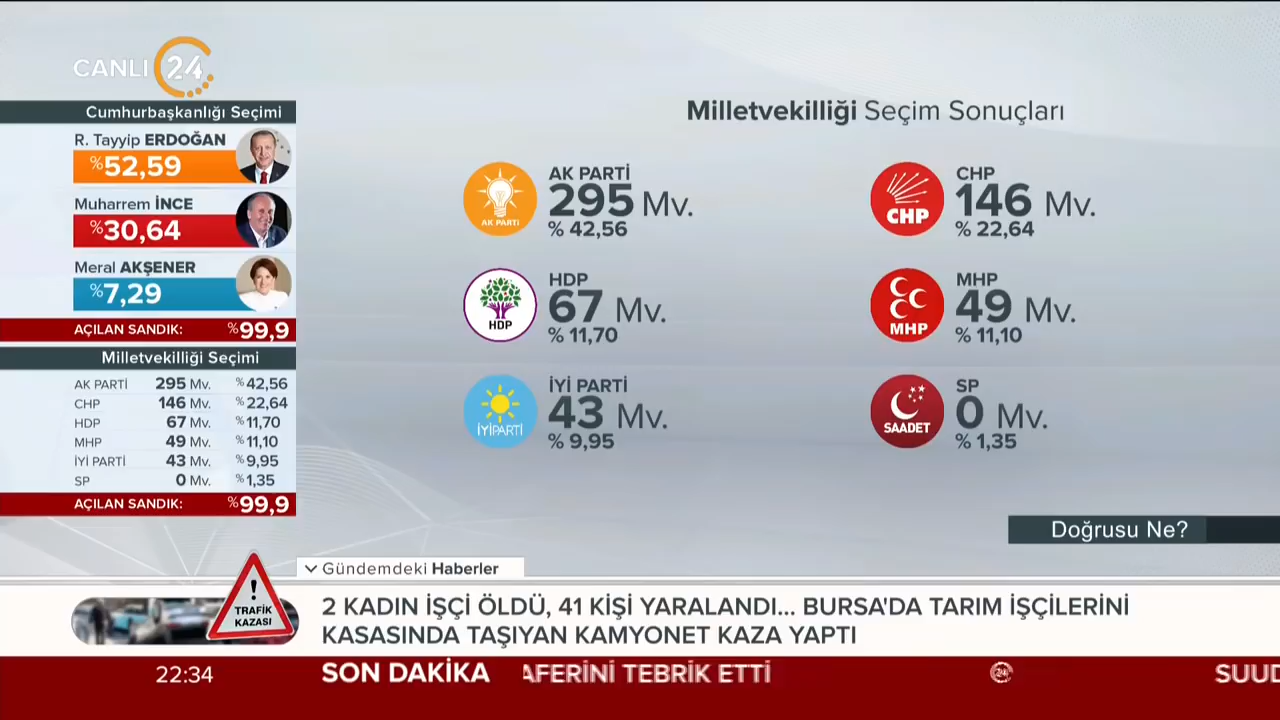 CANLI 24
Cumhurbaşkanlığı Seçimi
R. Tayyip ERDOĞAN
%52,59
Muharrem İNCE
%30,64
Meral AKŞENER
%7,29
AÇILAN SANDIK: %99,9
Milletvekilliği Seçimi
AK PARTİ 295 Mv. %42,56
CHP 146 Mv. %22,64
HDP 67 Mv. %11,70
MHP 49 Mv. %11,10
İYİ PARTİ 43 Mv. %9,95
SP 0 Mv. %1,35
AÇILAN SANDIK: %99,9
Milletvekilliği Seçim Sonuçları
AK PARTİ
AK PARTİ
295 Mv.
% 42,56
CHP
CHP
146 Mv.
% 22,64
HDP
HDP
67 Mv.
% 11,70
MHP
MHP
49 Mv.
% 11,10
İYİPARTİ
İYİ PARTİ
43 Mv.
% 9,95
SAADET
SP
0 Mv.
% 1,35
Doğrusu Ne?
Gündemdeki Haberler
! TRAFİK
KAZASI
2 KADIN İŞÇİ ÖLDÜ, 41 KİŞİ YARALANDI... BURSA'DA TARIM İŞÇİLERİNİ
KASASINDA TAŞIYAN KAMYONET KAZA YAPTI
22:34 SON DAKİKA AFERİNİ TEBRİK ETTİ 24 SUUD